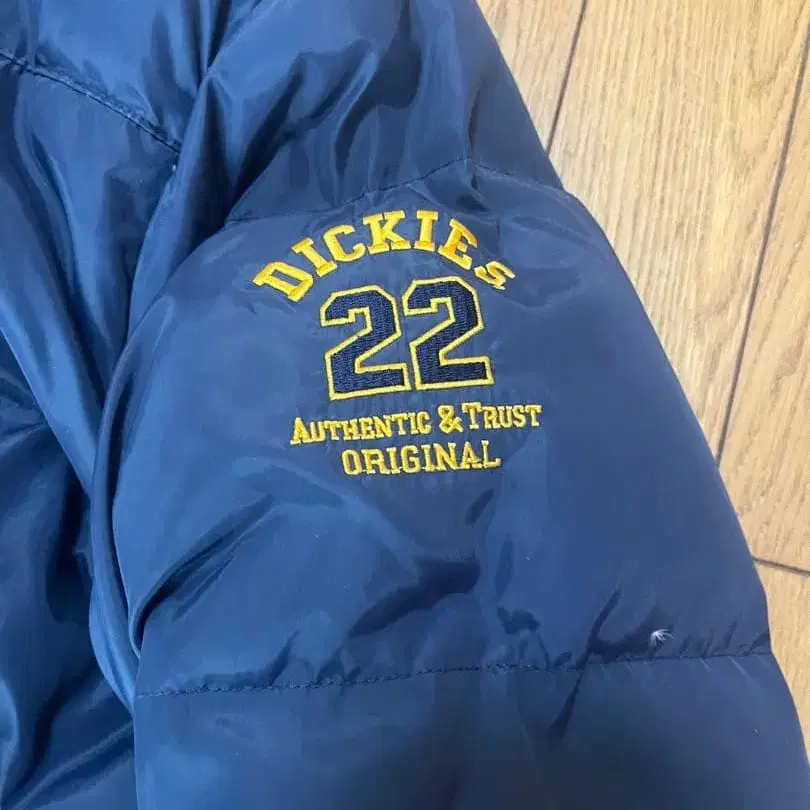 DICKIES
22
AUTHENTIC & TRUST
ORIGINAL